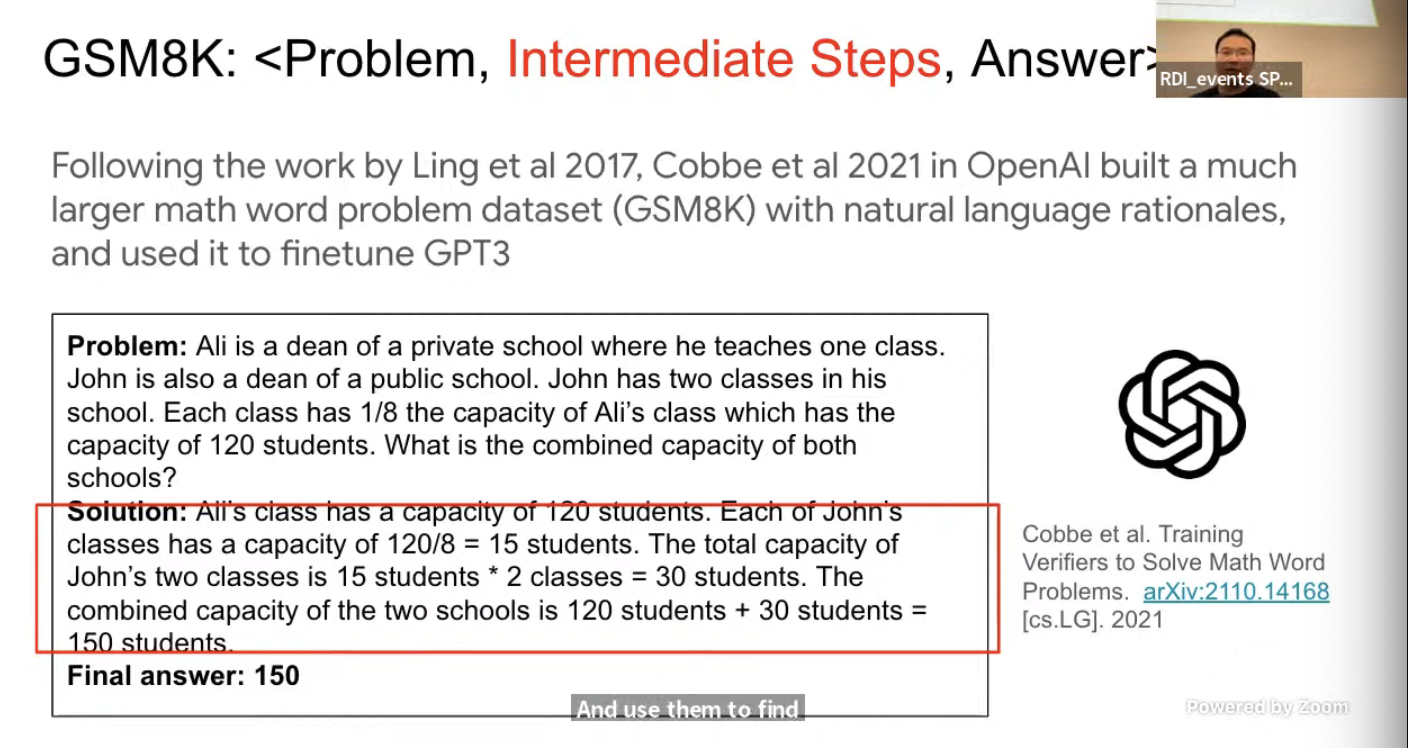 GSM8K: <Problem, Intermediate Steps, Answer>
RDI_events SP...
Following the work by Ling et al 2017, Cobbe et al 2021 in OpenAI built a much
larger math word problem dataset (GSM8K) with natural language rationales,
and used it to finetune GPT3
Problem: Ali is a dean of a private school where he teaches one class.
John is also a dean of a public school. John has two classes in his
school. Each class has 1/8 the capacity of Ali’s class which has the
capacity of 120 students. What is the combined capacity of both
schools?
Solution: Ali’s class has a capacity of 120 students. Each of John’s
classes has a capacity of 120/8 = 15 students. The total capacity of
John’s two classes is 15 students * 2 classes = 30 students. The
combined capacity of the two schools is 120 students + 30 students =
150 students.
Final answer: 150
Cobbe et al. Training
Verifiers to Solve Math Word
Problems. arXiv:2110.14168
[cs.LG]. 2021
And use them to find
Powered by Zoom